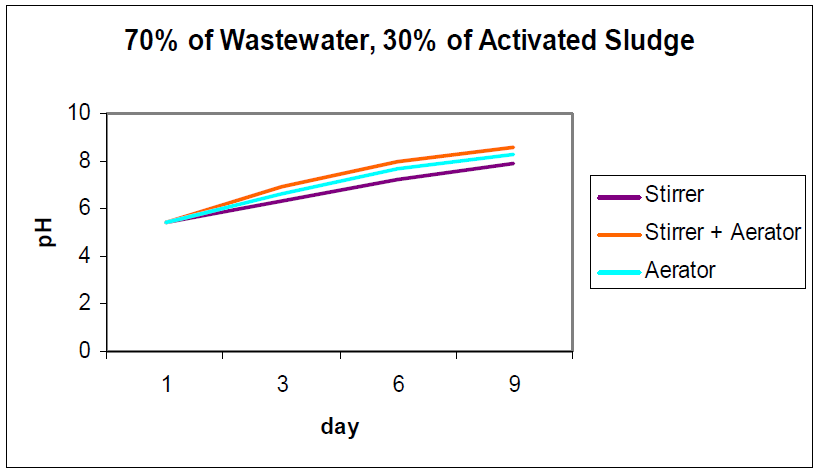 70% of Wastewater, 30% of Activated Sludge
10
8
6
4
2
0
pH
1 3 6 9
day
Stirrer
Stirrer + Aerator
Aerator